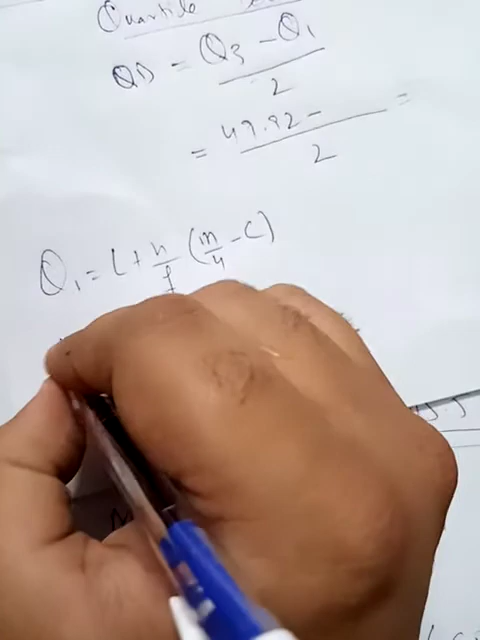 Quartile
QD = Q3 - Q1 / 2
= 47.92 - / 2 =
Q1 = l + h/f (m/4 - C)